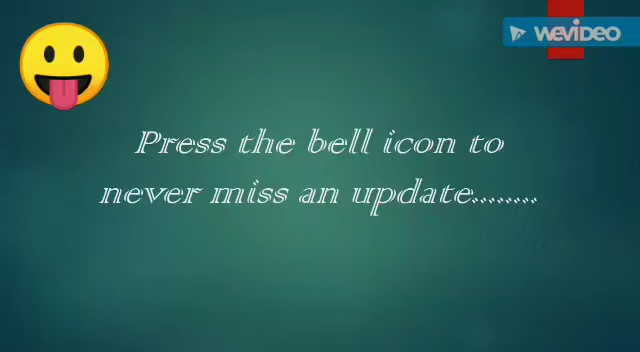 WEVIDEO
Press the bell icon to
never miss an update........